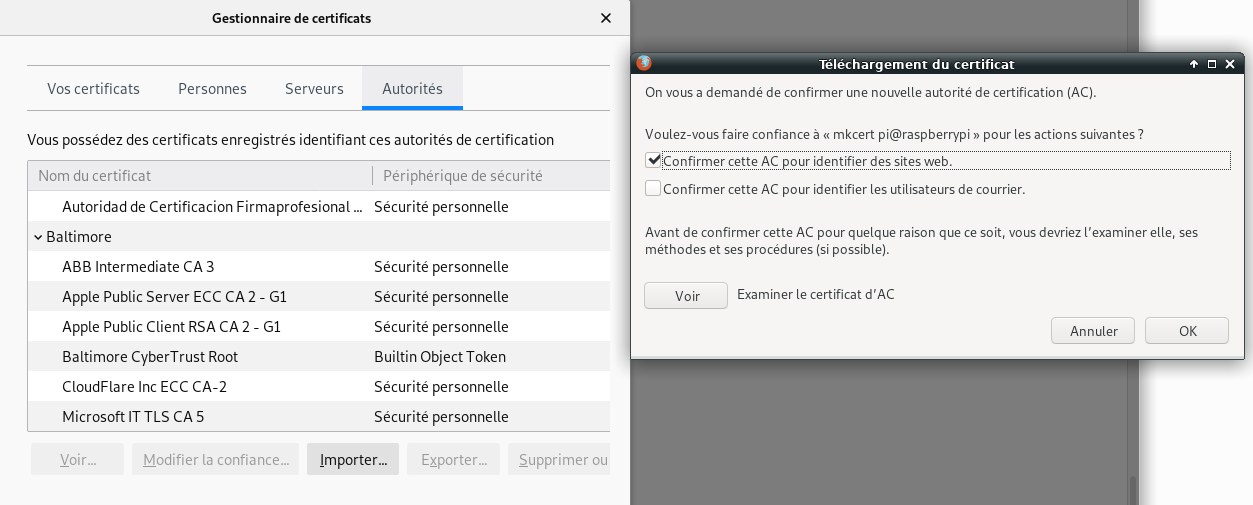 Gestionnaire de certificats
Vos certificats Personnes Serveurs Autorités
Vous possédez des certificats enregistrés identifiant ces autorités de certification
Nom du certificat Périphérique de sécurité
Autoridad de Certificacion Firmaprofesional ... Sécurité personnelle
Baltimore
ABB Intermediate CA 3 Sécurité personnelle
Apple Public Server ECC CA 2 - G1 Sécurité personnelle
Apple Public Client RSA CA 2 - G1 Sécurité personnelle
Baltimore CyberTrust Root Builtin Object Token
CloudFlare Inc ECC CA-2 Sécurité personnelle
Microsoft IT TLS CA 5 Sécurité personnelle
Voir... Modifier la confiance... Importer... Exporter... Supprimer ou
Téléchargement du certificat
On vous a demandé de confirmer une nouvelle autorité de certification (AC).
Voulez-vous faire confiance à « mkcert pi@raspberrypi » pour les actions suivantes ?
Confirmer cette AC pour identifier des sites web.
Confirmer cette AC pour identifier les utilisateurs de courrier.
Avant de confirmer cette AC pour quelque raison que ce soit, vous devriez l'examiner elle, ses
méthodes et ses procédures (si possible).
Voir Examiner le certificat d'AC
Annuler OK